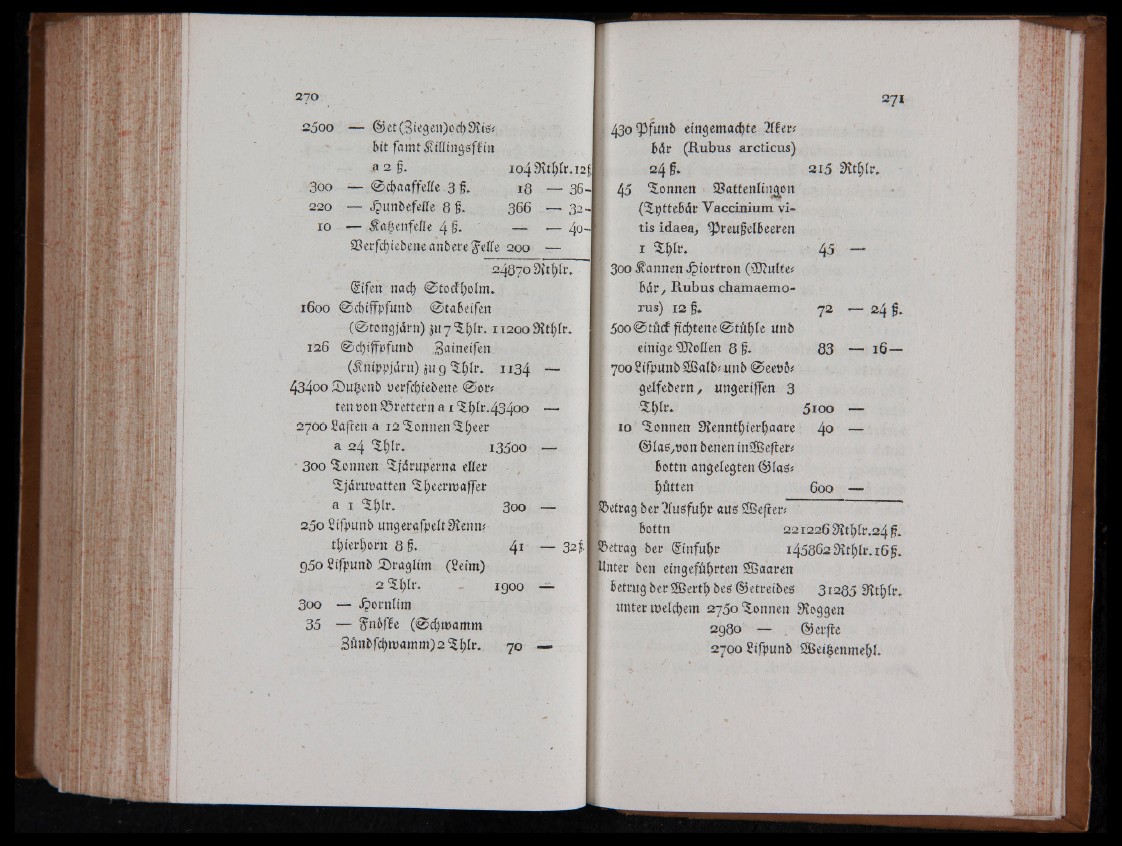 270
2500 — Get (Ziegen) och Ris⸗
bit samt Killingsskin
a 2 ß. 104 Rthlr. 12 ß
300 — Schaaffelle 3 ß. 18 — 36 -
220 — Hundefelle 8 ß. 366 — 32 -
10 — Katzenfelle 4 ß. — — 40 -
Verschiedene andere Felle 200 —
24870 Rthlr.
Eisen nach Stockholm.
1600 Schiffpfund Stabeisen
(Stongjärn) zu 7 Thlr. 11200 Rthlr.
126 Schiffpfund Zaineisen
(Knippjärn) zu 9 Thlr. 1134 —
43400 Dutzend verschiedene Sor⸗
ten von Brettern a 1 Thlr. 43400 —
2700 Lasten a 12 Tonnen Theer
a 24 Thlr. 13500 —
300 Tonnen Tjäruperna eller
Tjäruvatten Theerwasser
a 1 Thlr. 300 —
250 Lispund ungeraspelt Renn⸗
thierhorn 8 ß. 41 — 32 ß.
950 Lispund Draglim (Leim)
2 Thlr. 1900 —
300 — Hornlim
35 — Fnöske (Schwamm
Zündschwamm) 2 Thlr. 70 —
271
430 Pfund eingemachte Aker⸗
bär (Rubus arcticus)
24 ß. 215 Rthlr.
45 Tonnen Vattenlingon
(Tyttebär Vaccinium vi-
tis idaea, Preußelbeeren
1 Thlr. 45 —
300 Kannen Hiortron (Multe⸗
bär, Rubus chamaemo-
rus) 12 ß. 72 — 24 ß.
500 Stück fichtene Stühle und
einige Mollen 8 ß. 83 — 16 —
700 Lispund Wald⸗ und Seevö⸗
gelfedern, ungerissen 3
Thlr. 5100 —
10 Tonnen Rennthierhaare 40 —
Glas, von denen in Wester⸗
bottn angelegten Glas⸗
hütten 600 —
Betrag der Ausfuhr aus Wester⸗
bottn 221226 Rthlr. 24 ß.
Betrag der Einfuhr 145862 Rthlr. 16 ß.
Unter den eingeführten Waaren
betrug der Werth des Getreides 31285 Rthlr.
unter welchem 2750 Tonnen Roggen
2980 — Gerste
2700 Lispund Weitzenmehl.